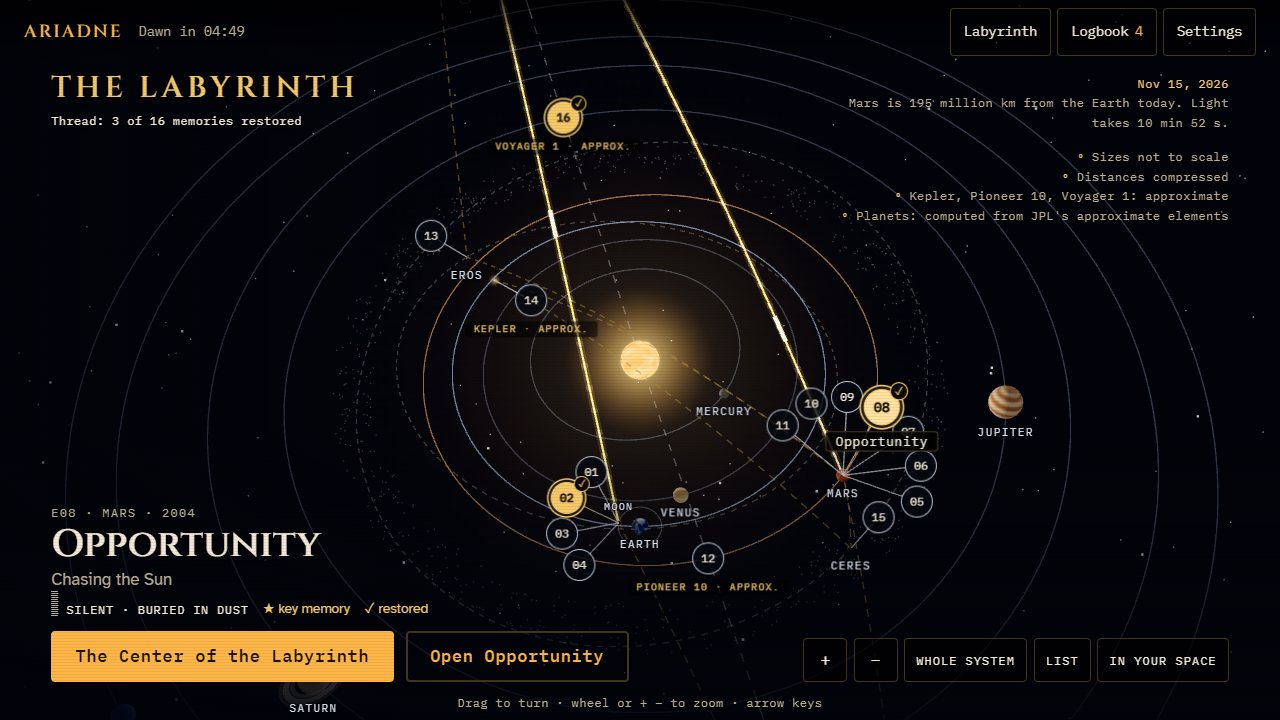 ARIADNE Dawn in 04:49
Labyrinth Logbook 4 Settings
THE LABYRINTH
Thread: 3 of 16 memories restored
Nov 15, 2026
Mars is 195 million km from the Earth today. Light
takes 10 min 52 s.
Sizes not to scale
Distances compressed
Kepler, Pioneer 10, Voyager 1: approximate
Planets: computed from JPL's approximate elements
16
VOYAGER 1 · APPROX.
13
EROS
14
KEPLER · APPROX.
MERCURY
JUPITER
09
10
08
07
11
Opportunity
06
MARS
05
15
CERES
01
02
MOON
VENUS
03
EARTH
04
12
PIONEER 10 · APPROX.
E08 · MARS · 2004
OPPORTUNITY
Chasing the Sun
SILENT · BURIED IN DUST ★ key memory ✓ restored
The Center of the Labyrinth
Open Opportunity
+ − WHOLE SYSTEM LIST IN YOUR SPACE
SATURN
Drag to turn · wheel or + − to zoom · arrow keys